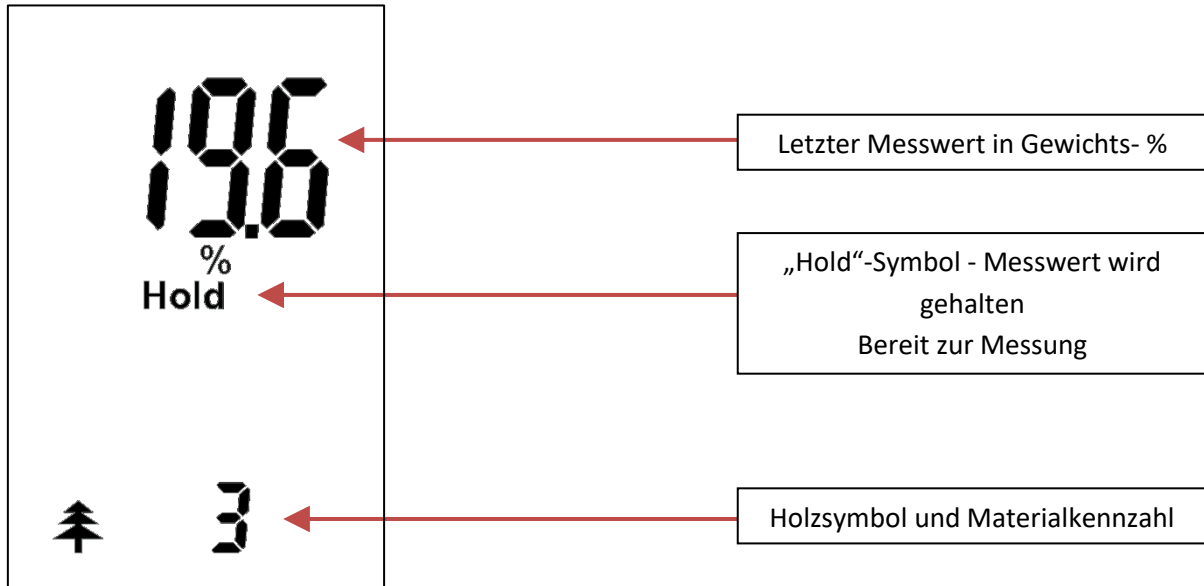 19.6
Letzter Messwert in Gewichts- %
%
Hold
„Hold“-Symbol - Messwert wird
gehalten
Bereit zur Messung
3
Holzsymbol und Materialkennzahl